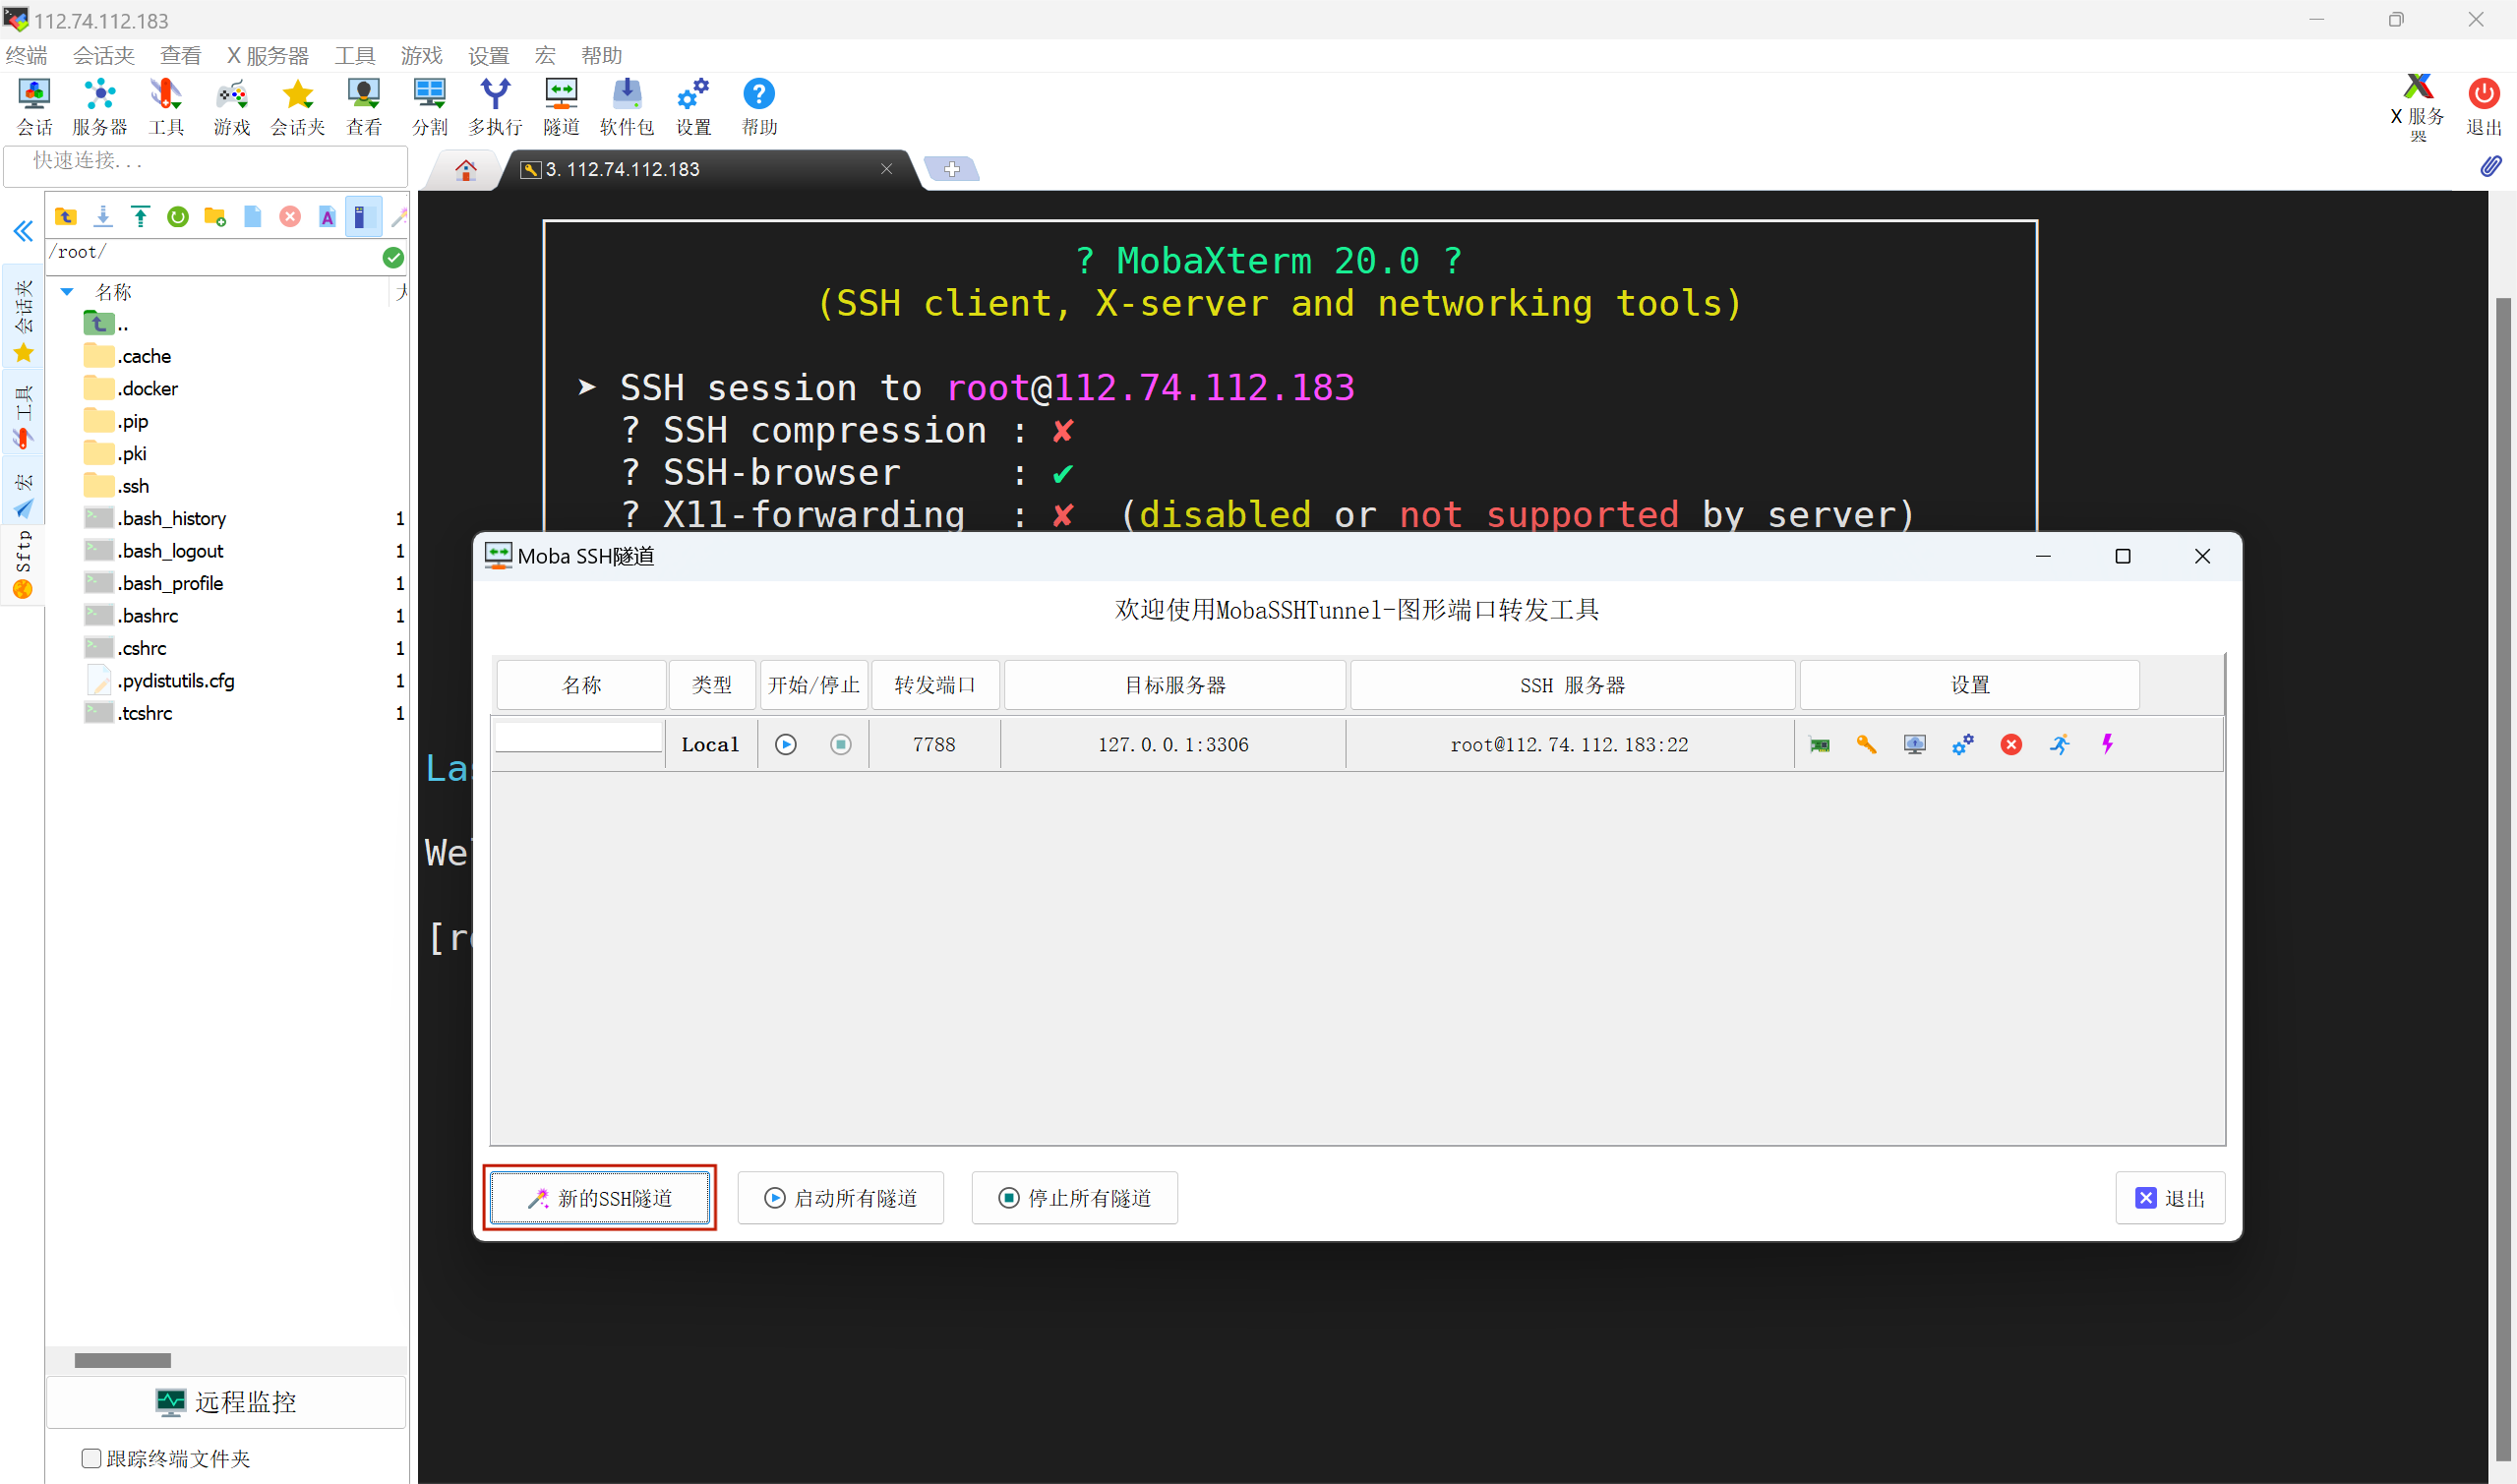 112.74.112.183
终端 会话夹 查看 X 服务器 工具 游戏 设置 宏 帮助
会话 服务器 工具 游戏 会话夹 查看 分割 多执行 隧道 软件包 设置 帮助
X 服务器 退出
快速连接...
3. 112.74.112.183
/root/
名称
..
.cache
.docker
.pip
.pki
.ssh
.bash_history 1
.bash_logout 1
.bash_profile 1
.bashrc 1
.cshrc 1
.pydistutils.cfg 1
.tcshrc 1
会话夹
工具
宏
Sftp
远程监控
跟踪终端文件夹
? MobaXterm 20.0 ?
(SSH client, X-server and networking tools)
➤ SSH session to root@112.74.112.183
? SSH compression : ✘
? SSH-browser : ✔
? X11-forwarding : ✘ (disabled or not supported by server)
Moba SSH隧道
欢迎使用MobaSSHTunnel-图形端口转发工具
名称 类型 开始/停止 转发端口 目标服务器 SSH 服务器 设置
Local 7788 127.0.0.1:3306 root@112.74.112.183:22
新的SSH隧道 启动所有隧道 停止所有隧道 退出